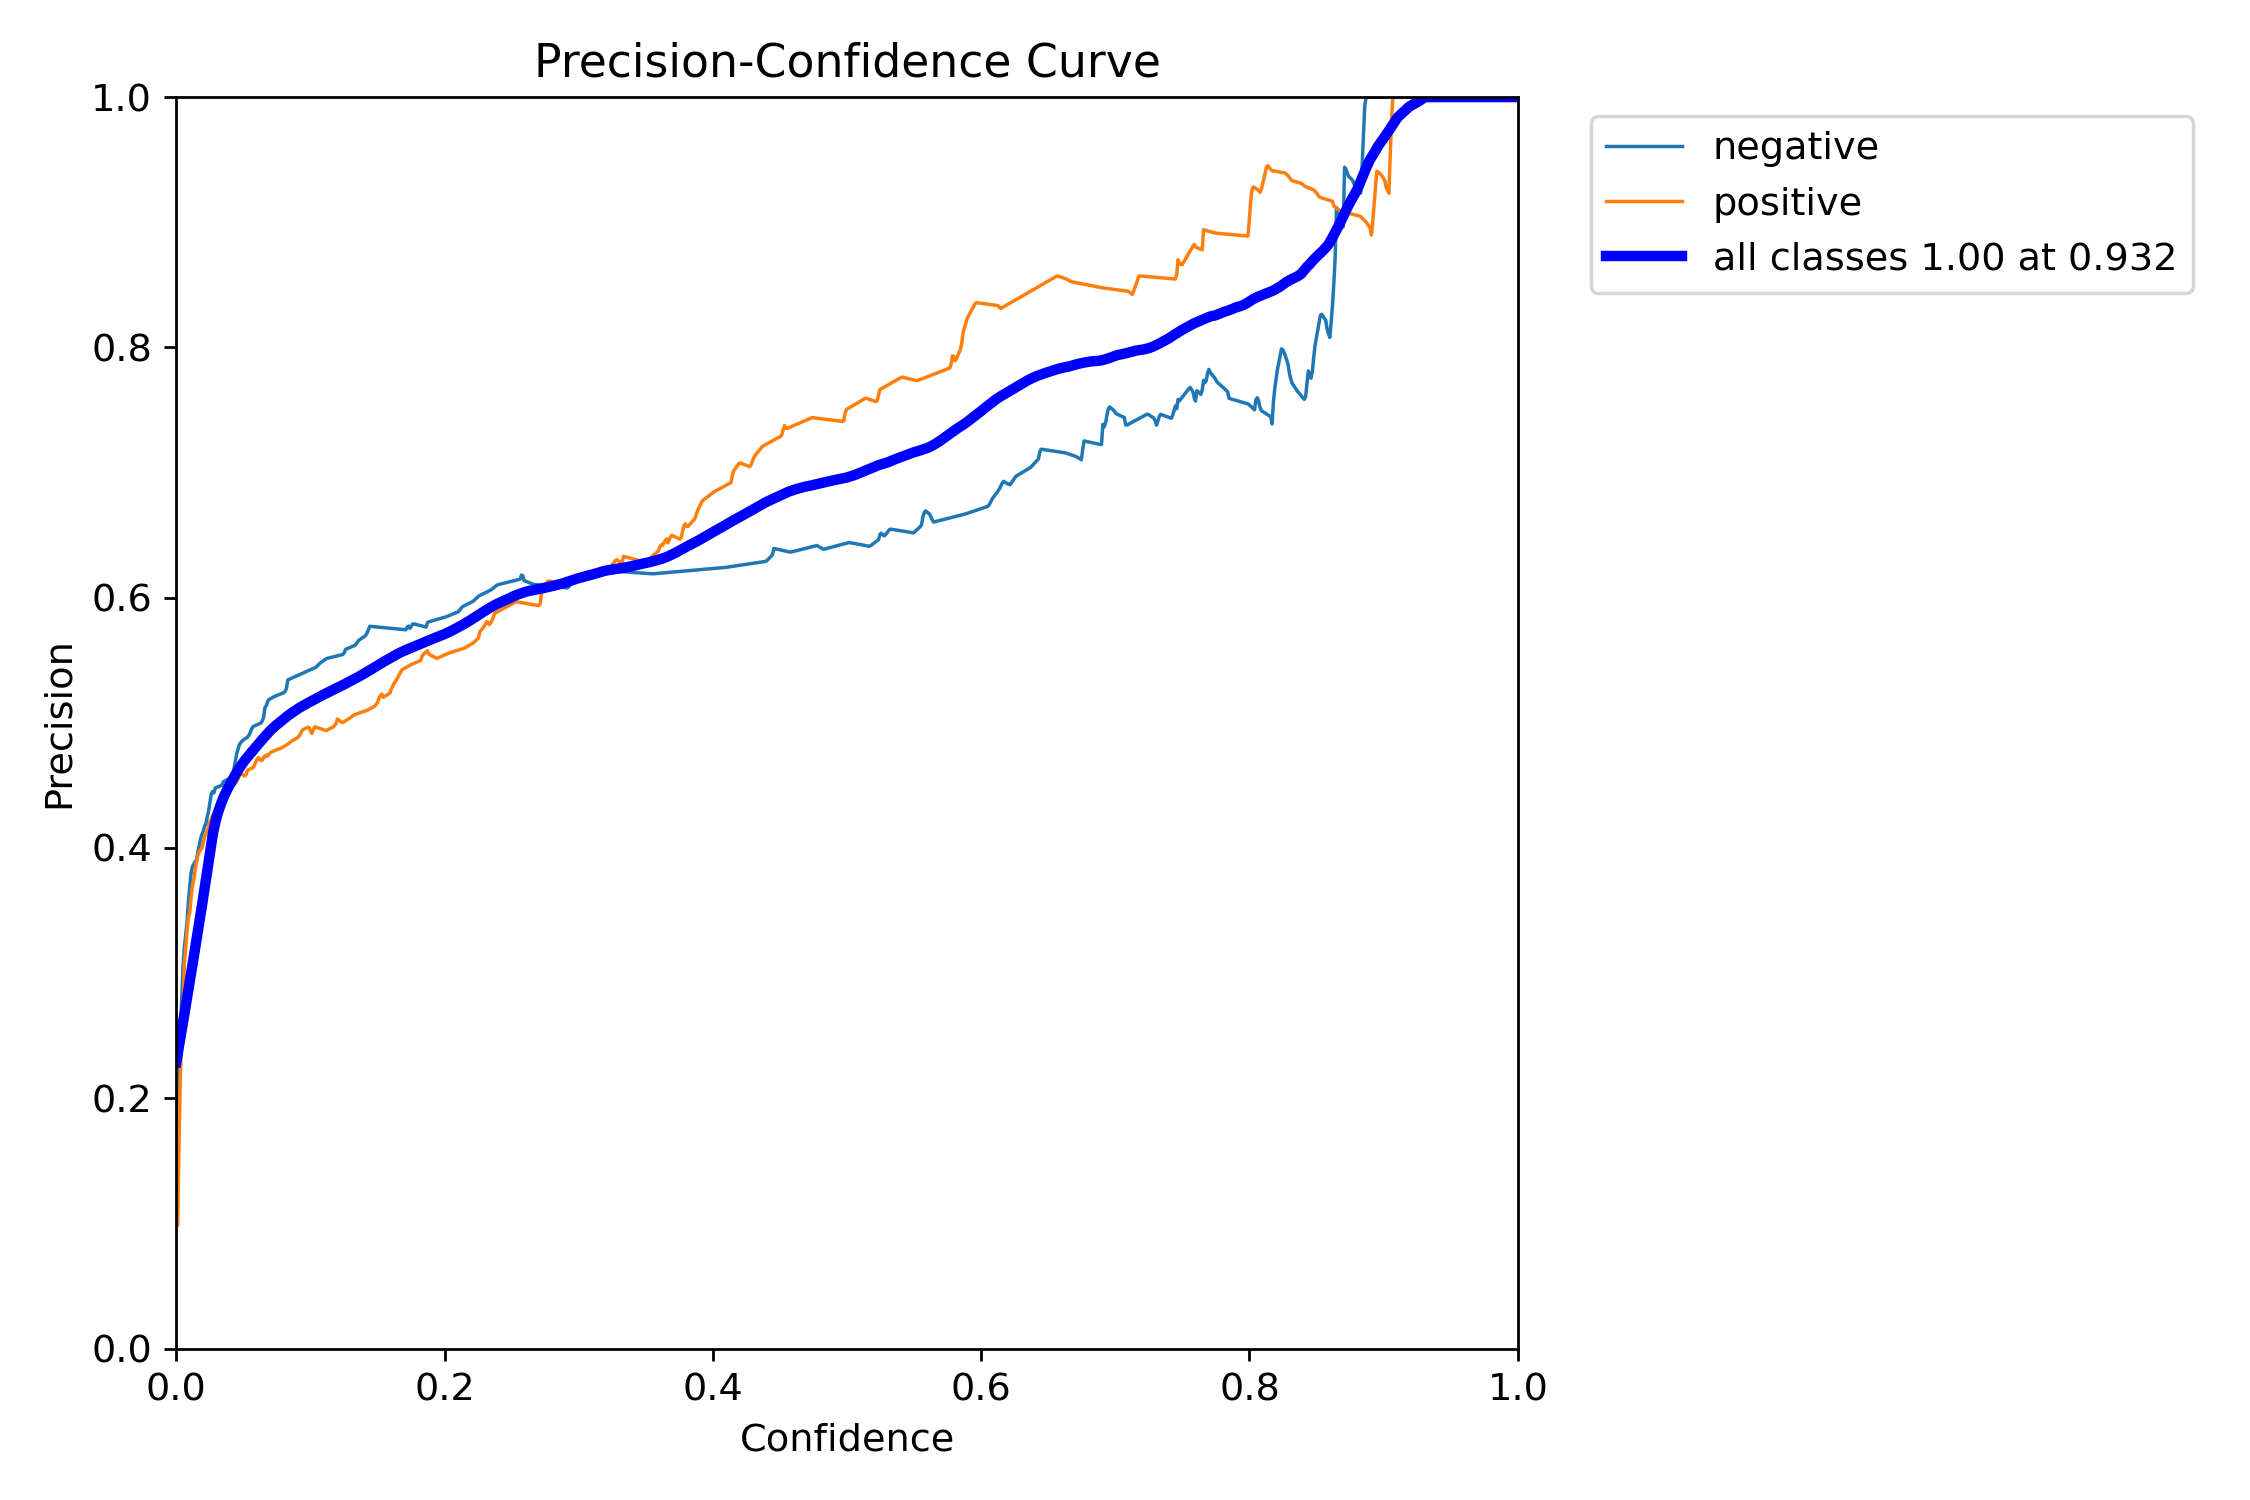 Precision-Confidence Curve
1.0
0.8
0.6
0.4
0.2
0.0
Precision
0.0 0.2 0.4 0.6 0.8 1.0
Confidence
negative
positive
all classes 1.00 at 0.932